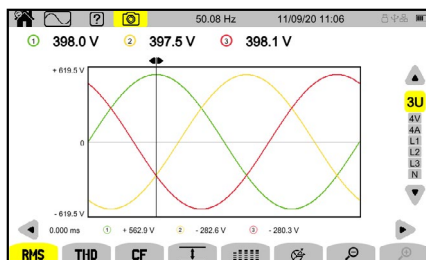 ? 50.08 Hz 11/09/20 11:06
1 398.0 V 2 397.5 V 3 398.1 V
+ 619.5 V
0
- 619.5 V
3U
4V
4A
L1
L2
L3
N
0.000 ms 1 + 562.9 V 2 - 282.6 V 3 - 280.3 V
RMS THD CF